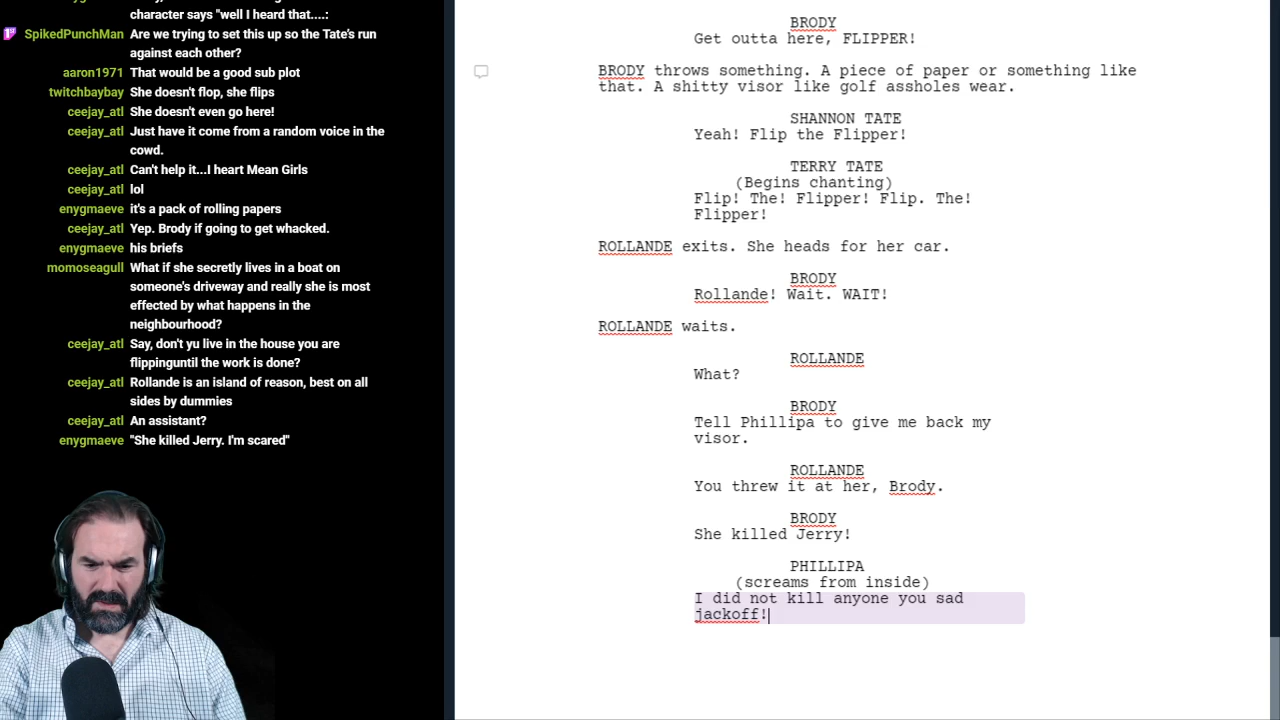 character says "well I heard that....:
SpikedPunchMan Are we trying to set this up so the Tate's run
against each other?
aaron1971 That would be a good sub plot
twitchbaybay She doesn't flop, she flips
ceejay_atl She doesn't even go here!
ceejay_atl Just have it come from a random voice in the
cowd.
ceejay_atl Can't help it...I heart Mean Girls
ceejay_atl lol
enygmaeve it's a pack of rolling papers
ceejay_atl Yep. Brody if going to get whacked.
enygmaeve his briefs
momoseagull What if she secretly lives in a boat on
someone's driveway and really she is most
effected by what happens in the
neighbourhood?
ceejay_atl Say, don't yu live in the house you are
flippinguntil the work is done?
ceejay_atl Rollande is an island of reason, best on all
sides by dummies
ceejay_atl An assistant?
enygmaeve "She killed Jerry. I'm scared"
BRODY
Get outta here, FLIPPER!
BRODY throws something. A piece of paper or something like
that. A shitty visor like golf assholes wear.
SHANNON TATE
Yeah! Flip the Flipper!
TERRY TATE
(Begins chanting)
Flip! The! Flipper! Flip. The!
Flipper!
ROLLANDE exits. She heads for her car.
BRODY
Rollande! Wait. WAIT!
ROLLANDE waits.
ROLLANDE
What?
BRODY
Tell Phillipa to give me back my
visor.
ROLLANDE
You threw it at her, Brody.
BRODY
She killed Jerry!
PHILLIPA
(screams from inside)
I did not kill anyone you sad
jackoff!